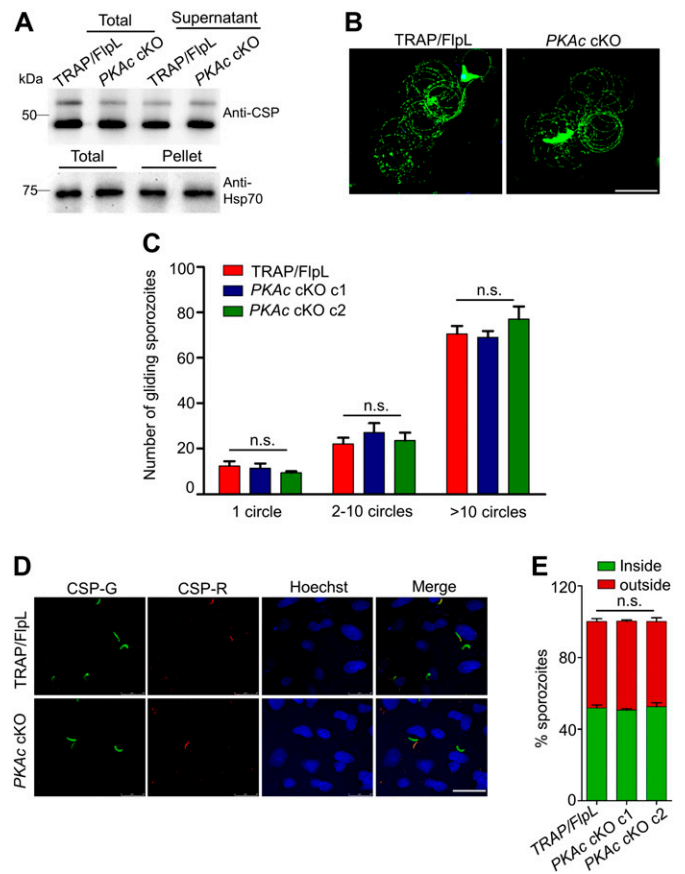 A
Total
Supernatant
TRAP/FlpL
PKAc cKO
TRAP/FlpL
PKAc cKO
kDa
50
Anti-CSP
Total
Pellet
75
Anti-
Hsp70
B
TRAP/FlpL
PKAc cKO
C
Number of gliding sporozoites
100
80
60
40
20
0
TRAP/FlpL
PKAc cKO c1
PKAc cKO c2
n.s.
n.s.
n.s.
1 circle
2-10 circles
>10 circles
D
CSP-G
CSP-R
Hoechst
Merge
TRAP/FlpL
PKAc cKO
E
Inside
outside
n.s.
% sporozoites
120
80
40
0
TRAP/FlpL
PKAc cKO c1
PKAc cKO c2